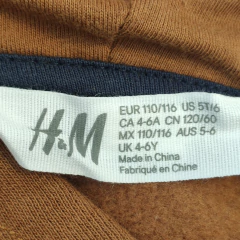 H&M
EUR 110/116 US 5T/6
CA 4-6A CN 120/60
MX 110/116 AUS 5-6
UK 4-6Y
Made in China
Fabriqué en Chine